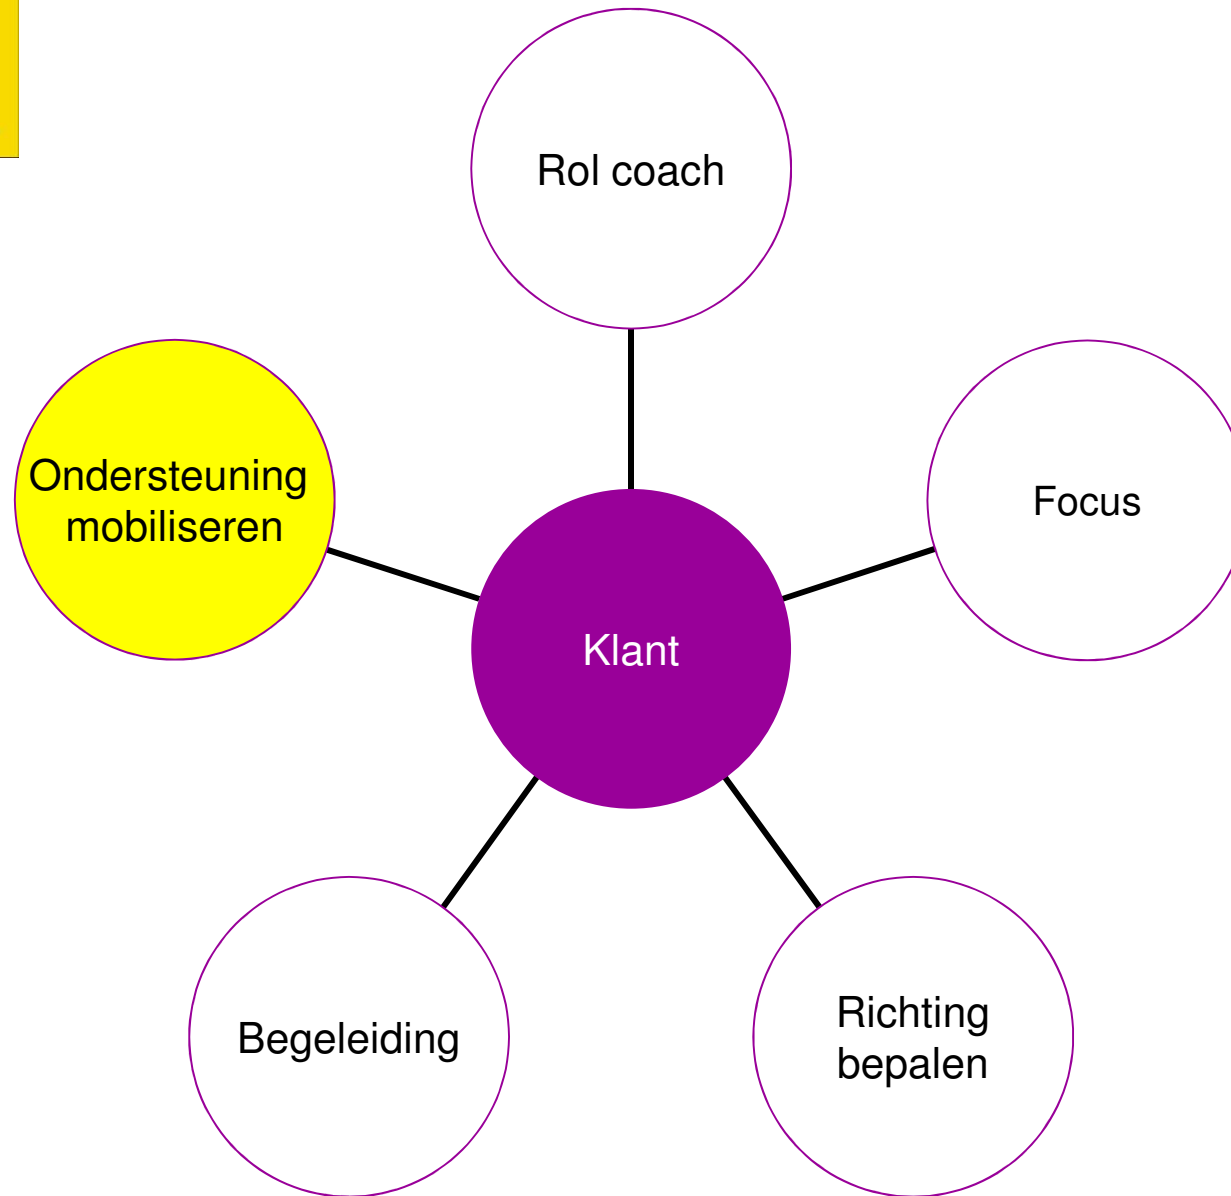 Rol coach
Ondersteuning
mobiliseren
Focus
Klant
Begeleiding
Richting
bepalen